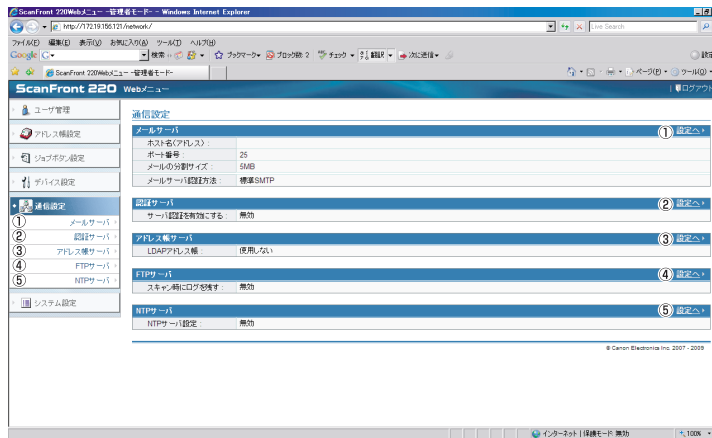 ScanFront 220Webメニュー -管理者モード- - Windows Internet Explorer
http://172.19.156.121/network/
Live Search
ファイル(F) 編集(E) 表示(V) お気に入り(A) ツール(T) ヘルプ(H)
Google G 検索 ブックマーク ブロック数: 2 チェック 翻訳 次に送信
ScanFront 220Webメニュー -管理者モード-
ページ(P) ツール(O)
ScanFront 220 Webメニュー ログアウト
ユーザ管理
アドレス帳設定
ジョブボタン設定
デバイス設定
通信設定
① メールサーバ
② 認証サーバ
③ アドレス帳サーバ
④ FTPサーバ
⑤ NTPサーバ
システム設定
通信設定
メールサーバ ① 設定へ
ホスト名(アドレス) :
ポート番号 : 25
メールの分割サイズ : 5MB
メールサーバ認証方法 : 標準SMTP
認証サーバ ② 設定へ
サーバ認証を有効にする : 無効
アドレス帳サーバ ③ 設定へ
LDAPアドレス帳 : 使用しない
FTPサーバ ④ 設定へ
スキャン時にログを残す : 無効
NTPサーバ ⑤ 設定へ
NTPサーバ設定 : 無効
© Canon Electronics Inc. 2007 - 2009
インターネット | 保護モード: 無効 100%